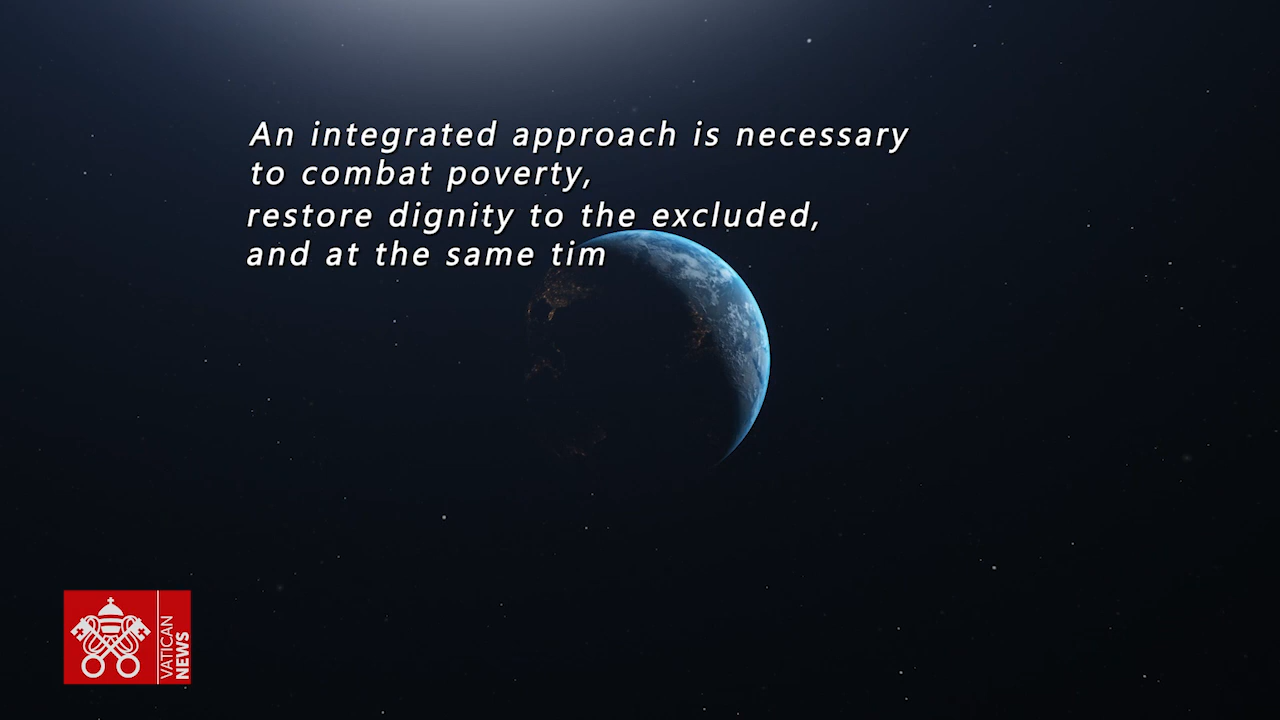 An integrated approach is necessary
to combat poverty,
restore dignity to the excluded,
and at the same tim
VATICAN
NEWS